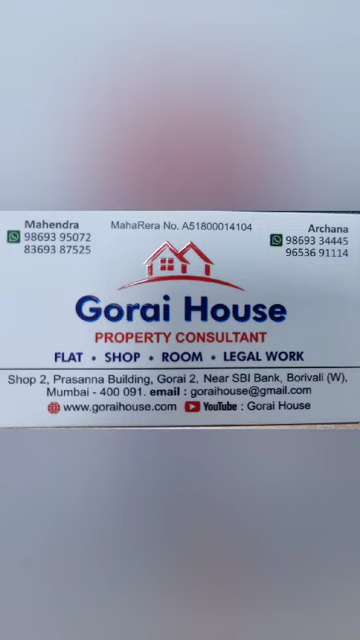 Mahendra
98693 95072
83693 87525
MahaRera No. A51800014104
Archana
98693 34445
96536 91114
Gorai House
PROPERTY CONSULTANT
FLAT • SHOP • ROOM • LEGAL WORK
Shop 2, Prasanna Building, Gorai 2, Near SBI Bank, Borivali (W),
Mumbai - 400 091. email : goraihouse@gmail.com
www.goraihouse.com YouTube : Gorai House